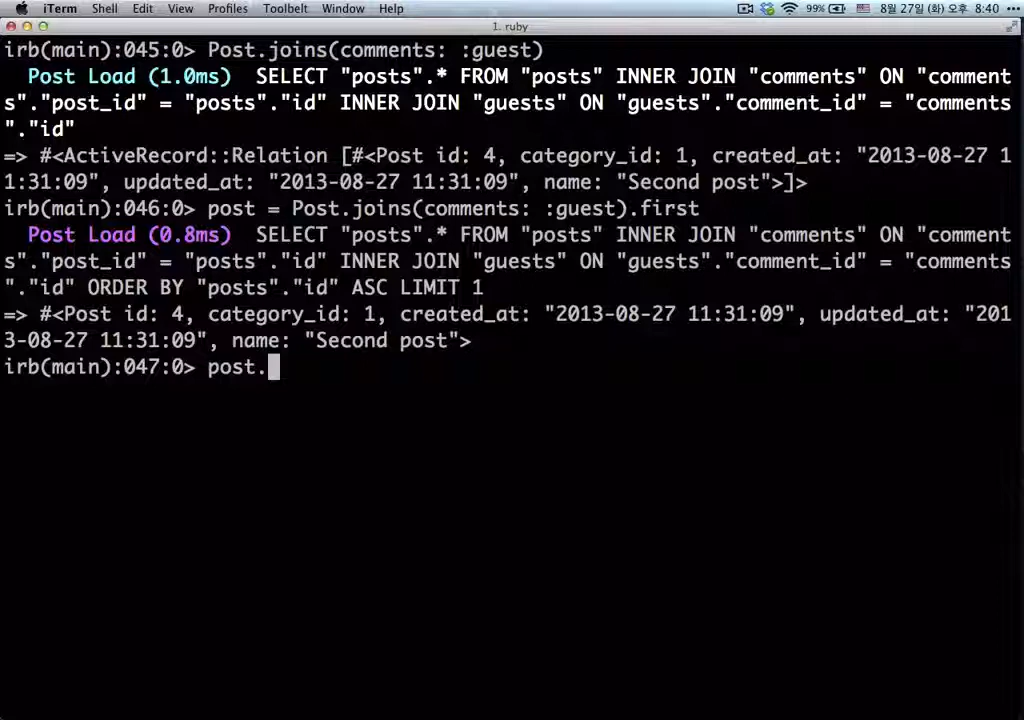 iTerm Shell Edit View Profiles Toolbelt Window Help 99% 8월 27일 (화) 오후 8:40
1. ruby
irb(main):045:0> Post.joins(comments: :guest)
Post Load (1.0ms)  SELECT "posts".* FROM "posts" INNER JOIN "comments" ON "comment
s"."post_id" = "posts"."id" INNER JOIN "guests" ON "guests"."comment_id" = "comments
"."id"
=> #<ActiveRecord::Relation [#<Post id: 4, category_id: 1, created_at: "2013-08-27 1
1:31:09", updated_at: "2013-08-27 11:31:09", name: "Second post">]>
irb(main):046:0> post = Post.joins(comments: :guest).first
Post Load (0.8ms)  SELECT "posts".* FROM "posts" INNER JOIN "comments" ON "comment
s"."post_id" = "posts"."id" INNER JOIN "guests" ON "guests"."comment_id" = "comments
"."id" ORDER BY "posts"."id" ASC LIMIT 1
=> #<Post id: 4, category_id: 1, created_at: "2013-08-27 11:31:09", updated_at: "201
3-08-27 11:31:09", name: "Second post">
irb(main):047:0> post.